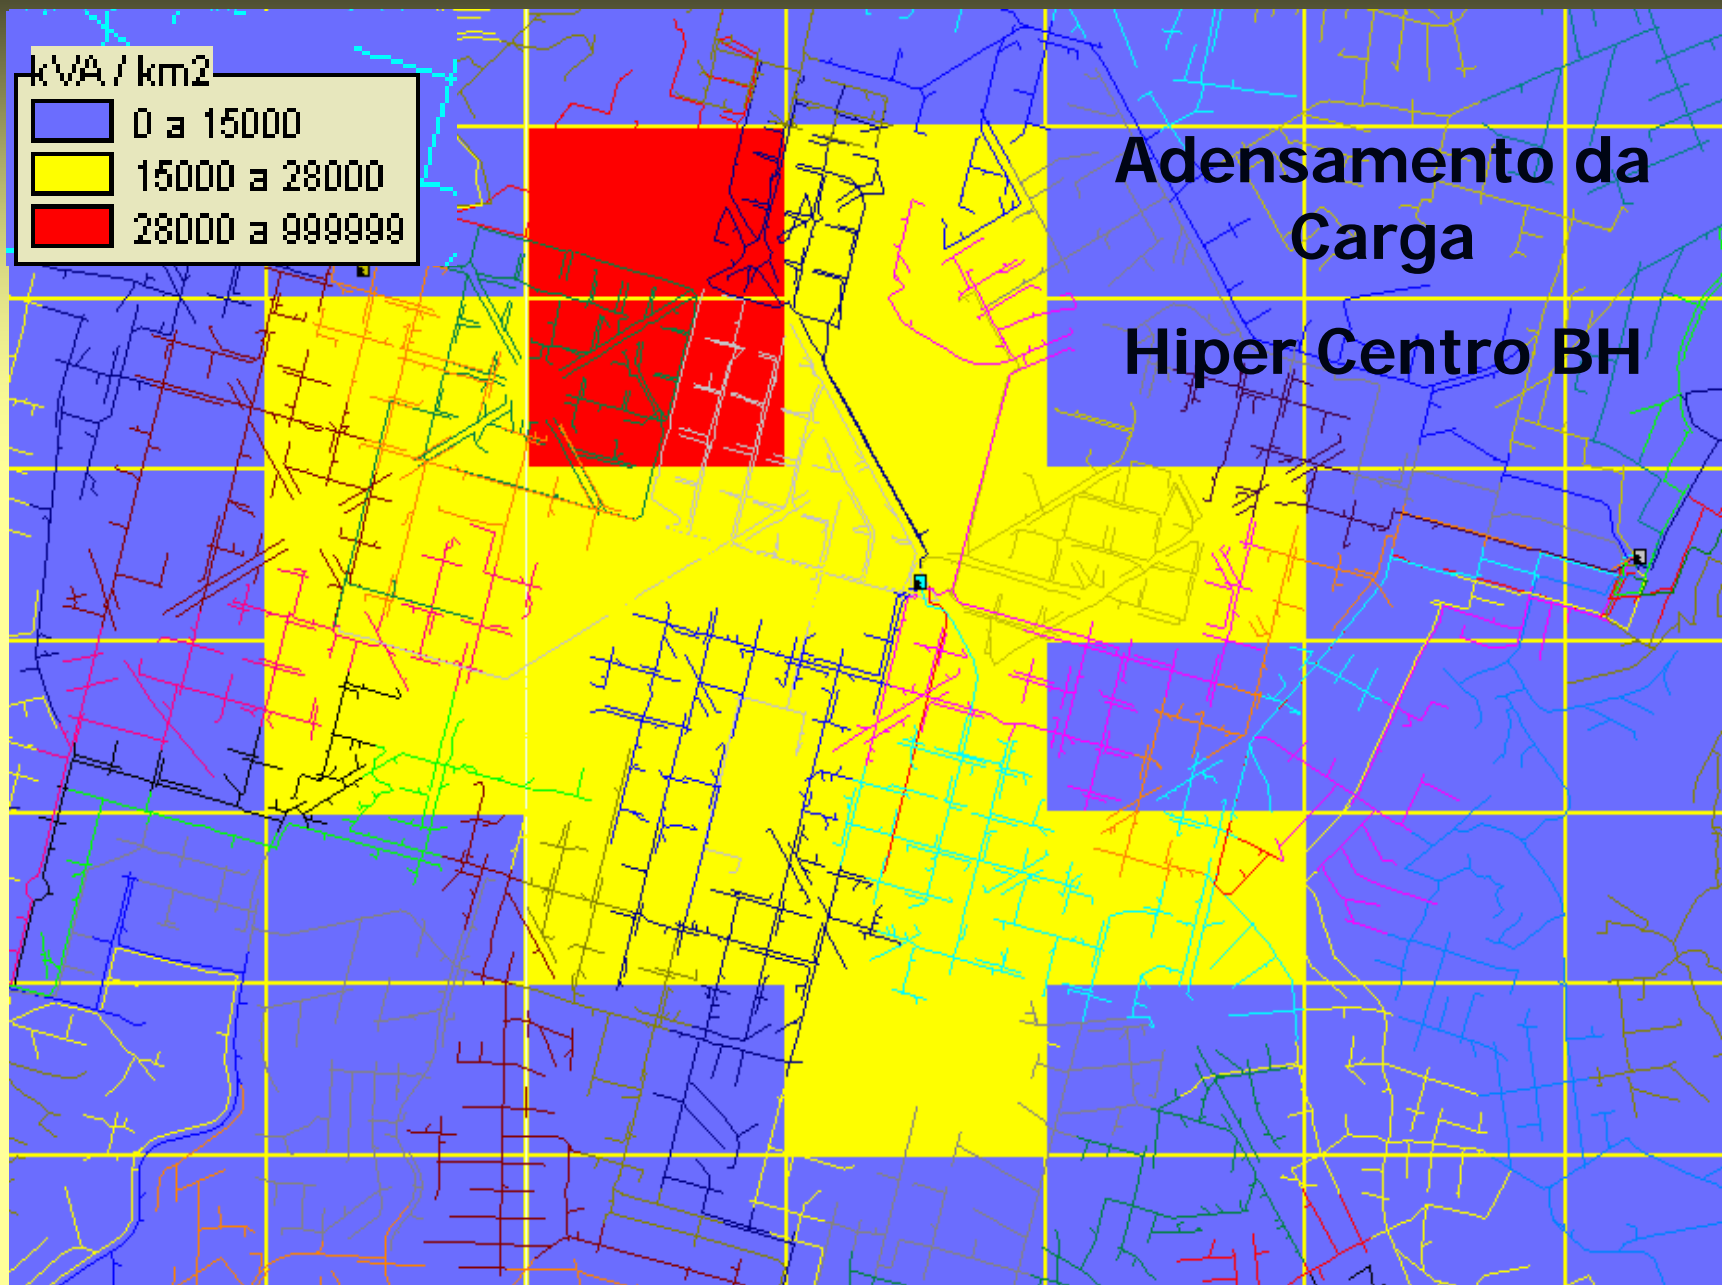 kVA / km2
0 a 15000
15000 a 28000
28000 a 999999
Adensamento da
Carga
Hiper Centro BH